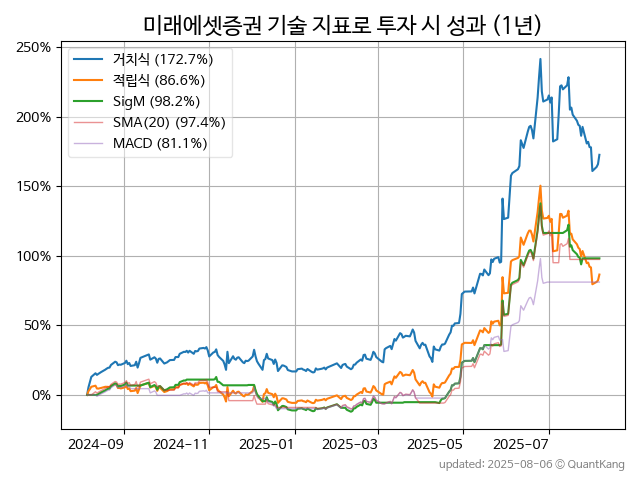 미래에셋증권 기술 지표로 투자 시 성과 (1년)
거치식 (172.7%)
적립식 (86.6%)
SigM (98.2%)
SMA(20) (97.4%)
MACD (81.1%)
250%
200%
150%
100%
50%
0%
2024-09
2024-11
2025-01
2025-03
2025-05
2025-07
updated: 2025-08-06 © QuantKang